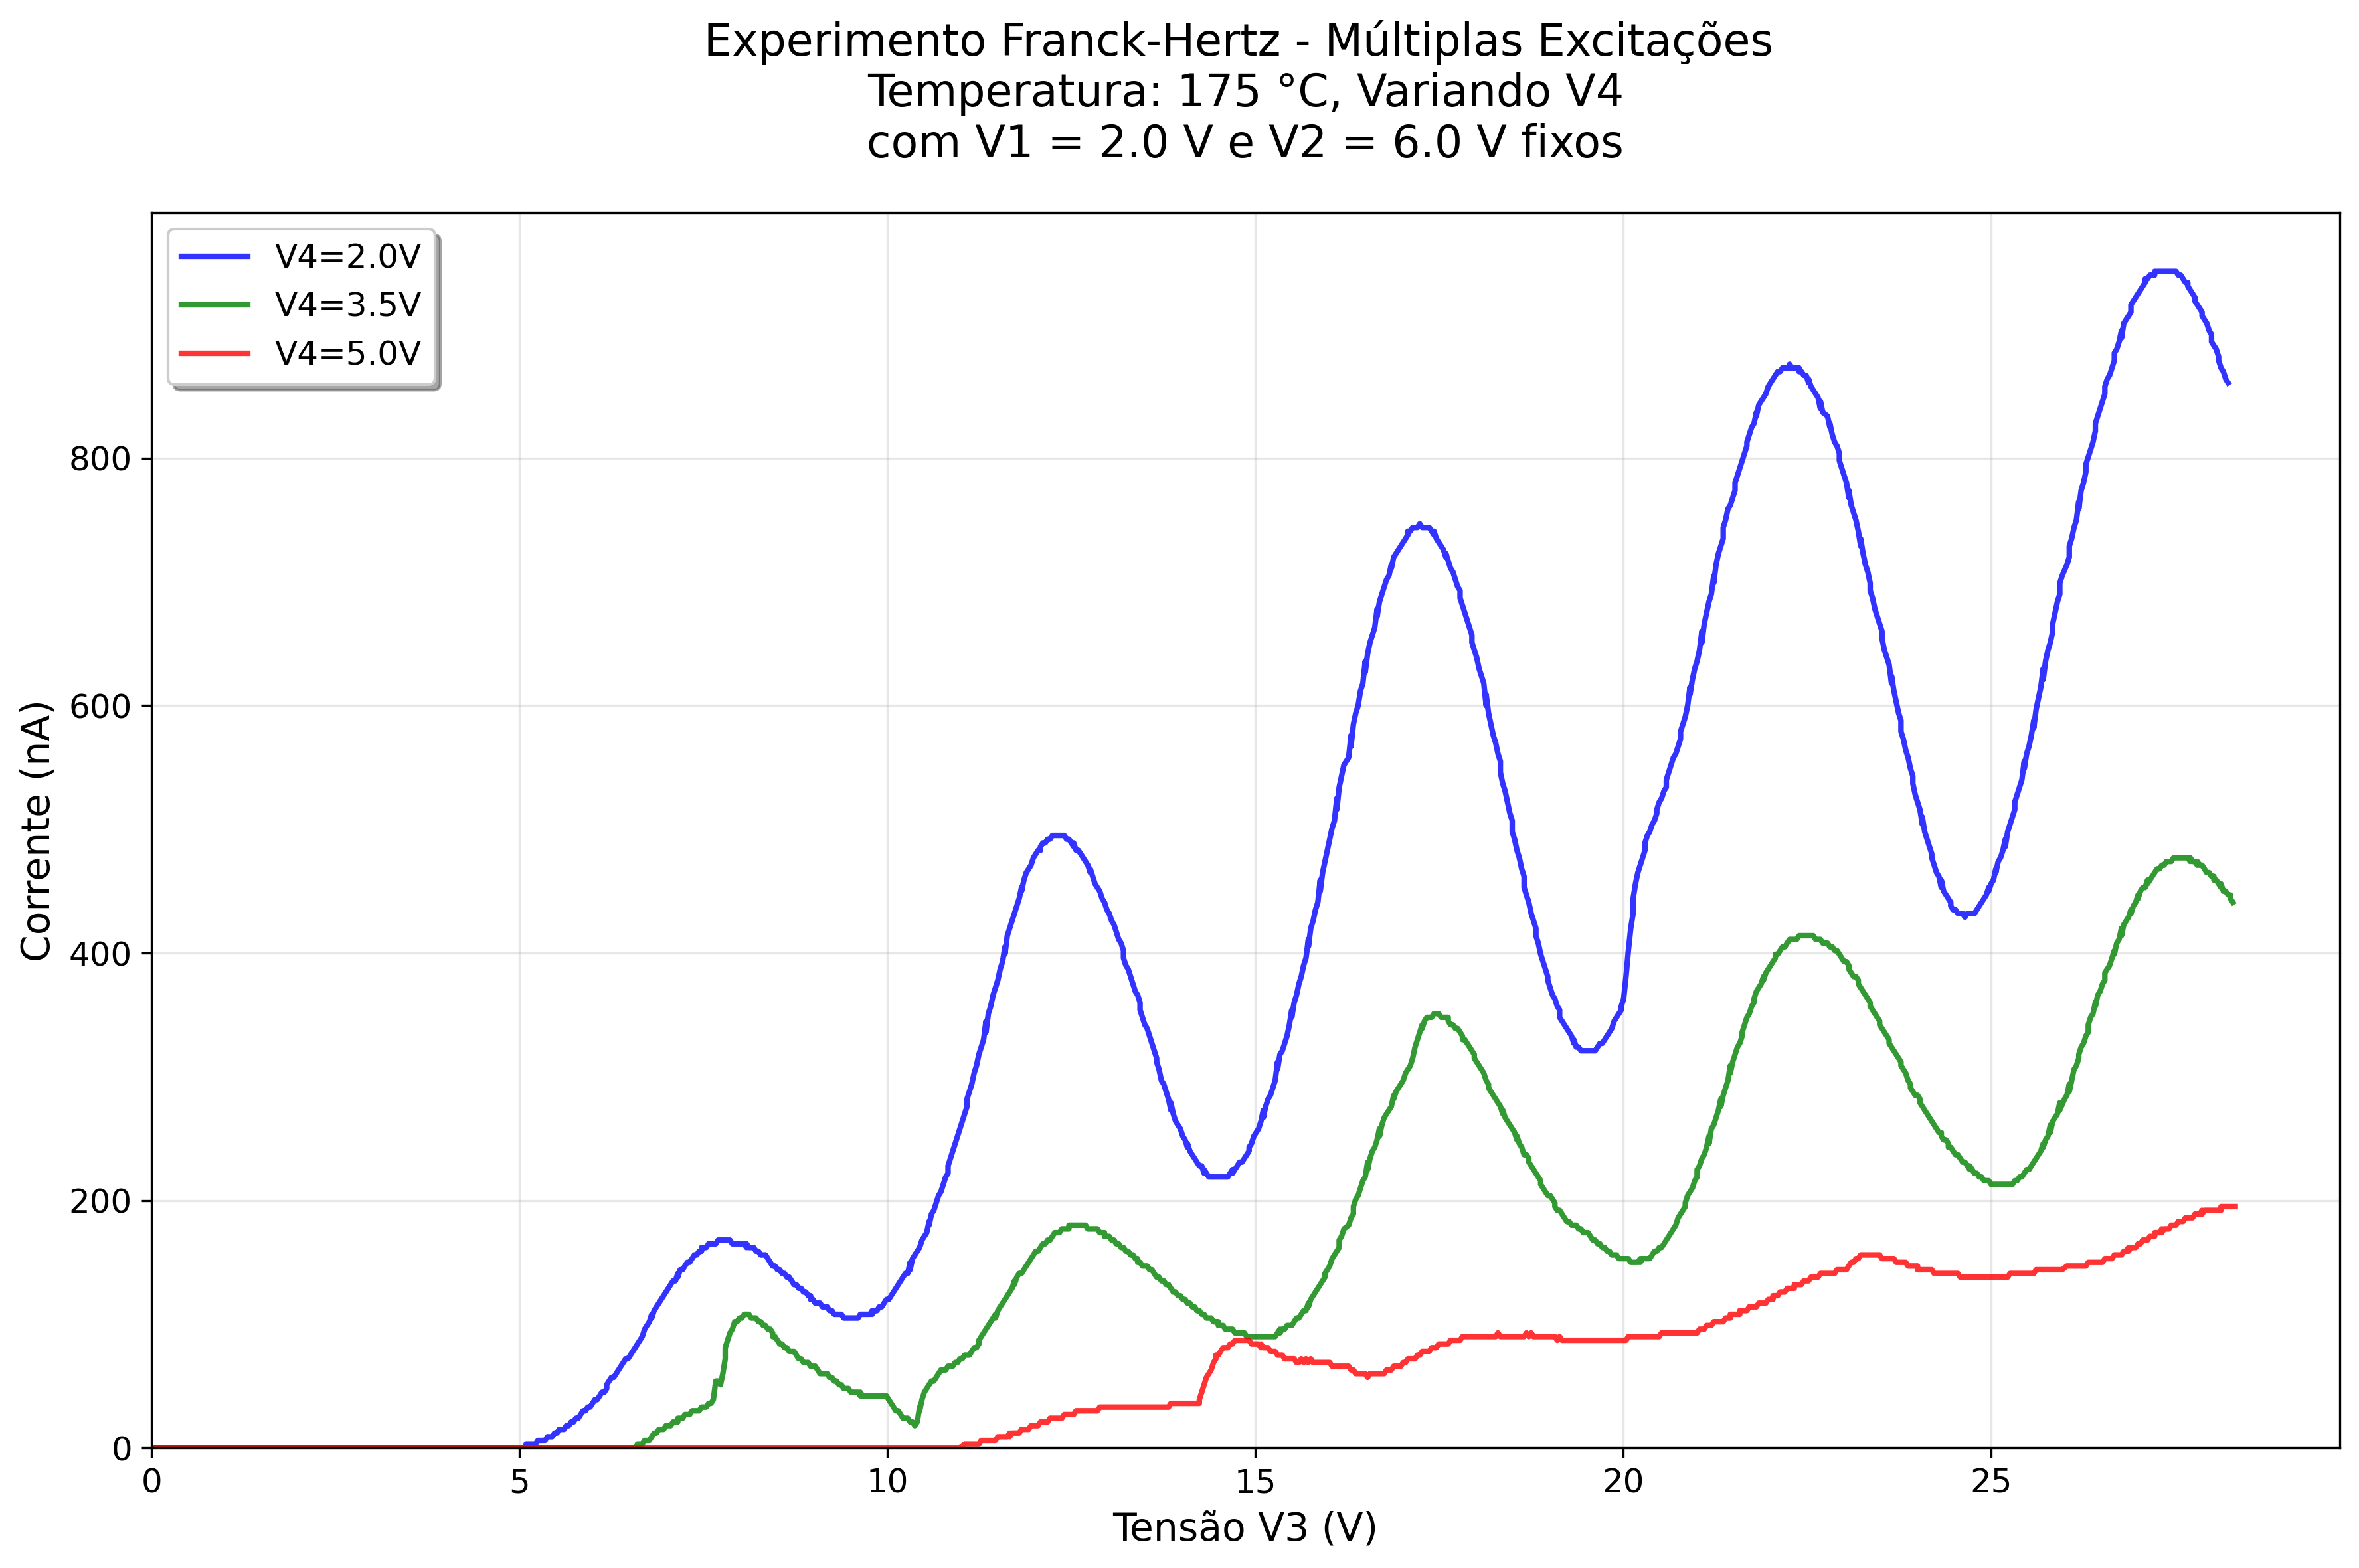 Experimento Franck-Hertz - Múltiplas Excitações
Temperatura: 175 °C, Variando V4
com V1 = 2.0 V e V2 = 6.0 V fixos
V4=2.0V
V4=3.5V
V4=5.0V
Corrente (nA)
800
600
400
200
0
0 5 10 15 20 25
Tensão V3 (V)